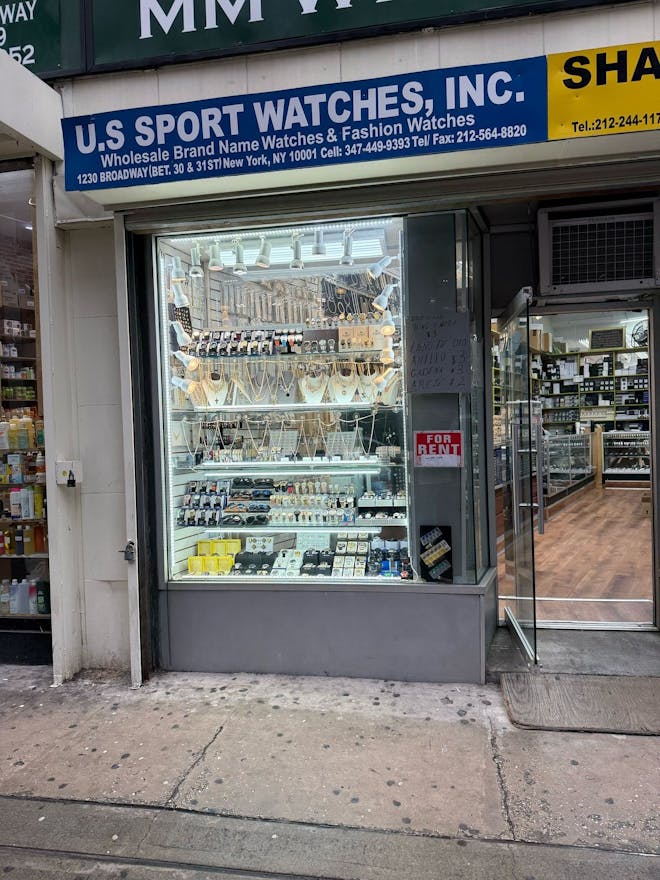 WAY
9
52
MM W
U.S SPORT WATCHES, INC.
Wholesale Brand Name Watches & Fashion Watches
1230 BROADWAY(BET. 30 & 31ST) New York, NY 10001 Cell: 347-449-9393 Tel/ Fax: 212-564-8820
SHA
Tel.:212-244-117
FOR
RENT